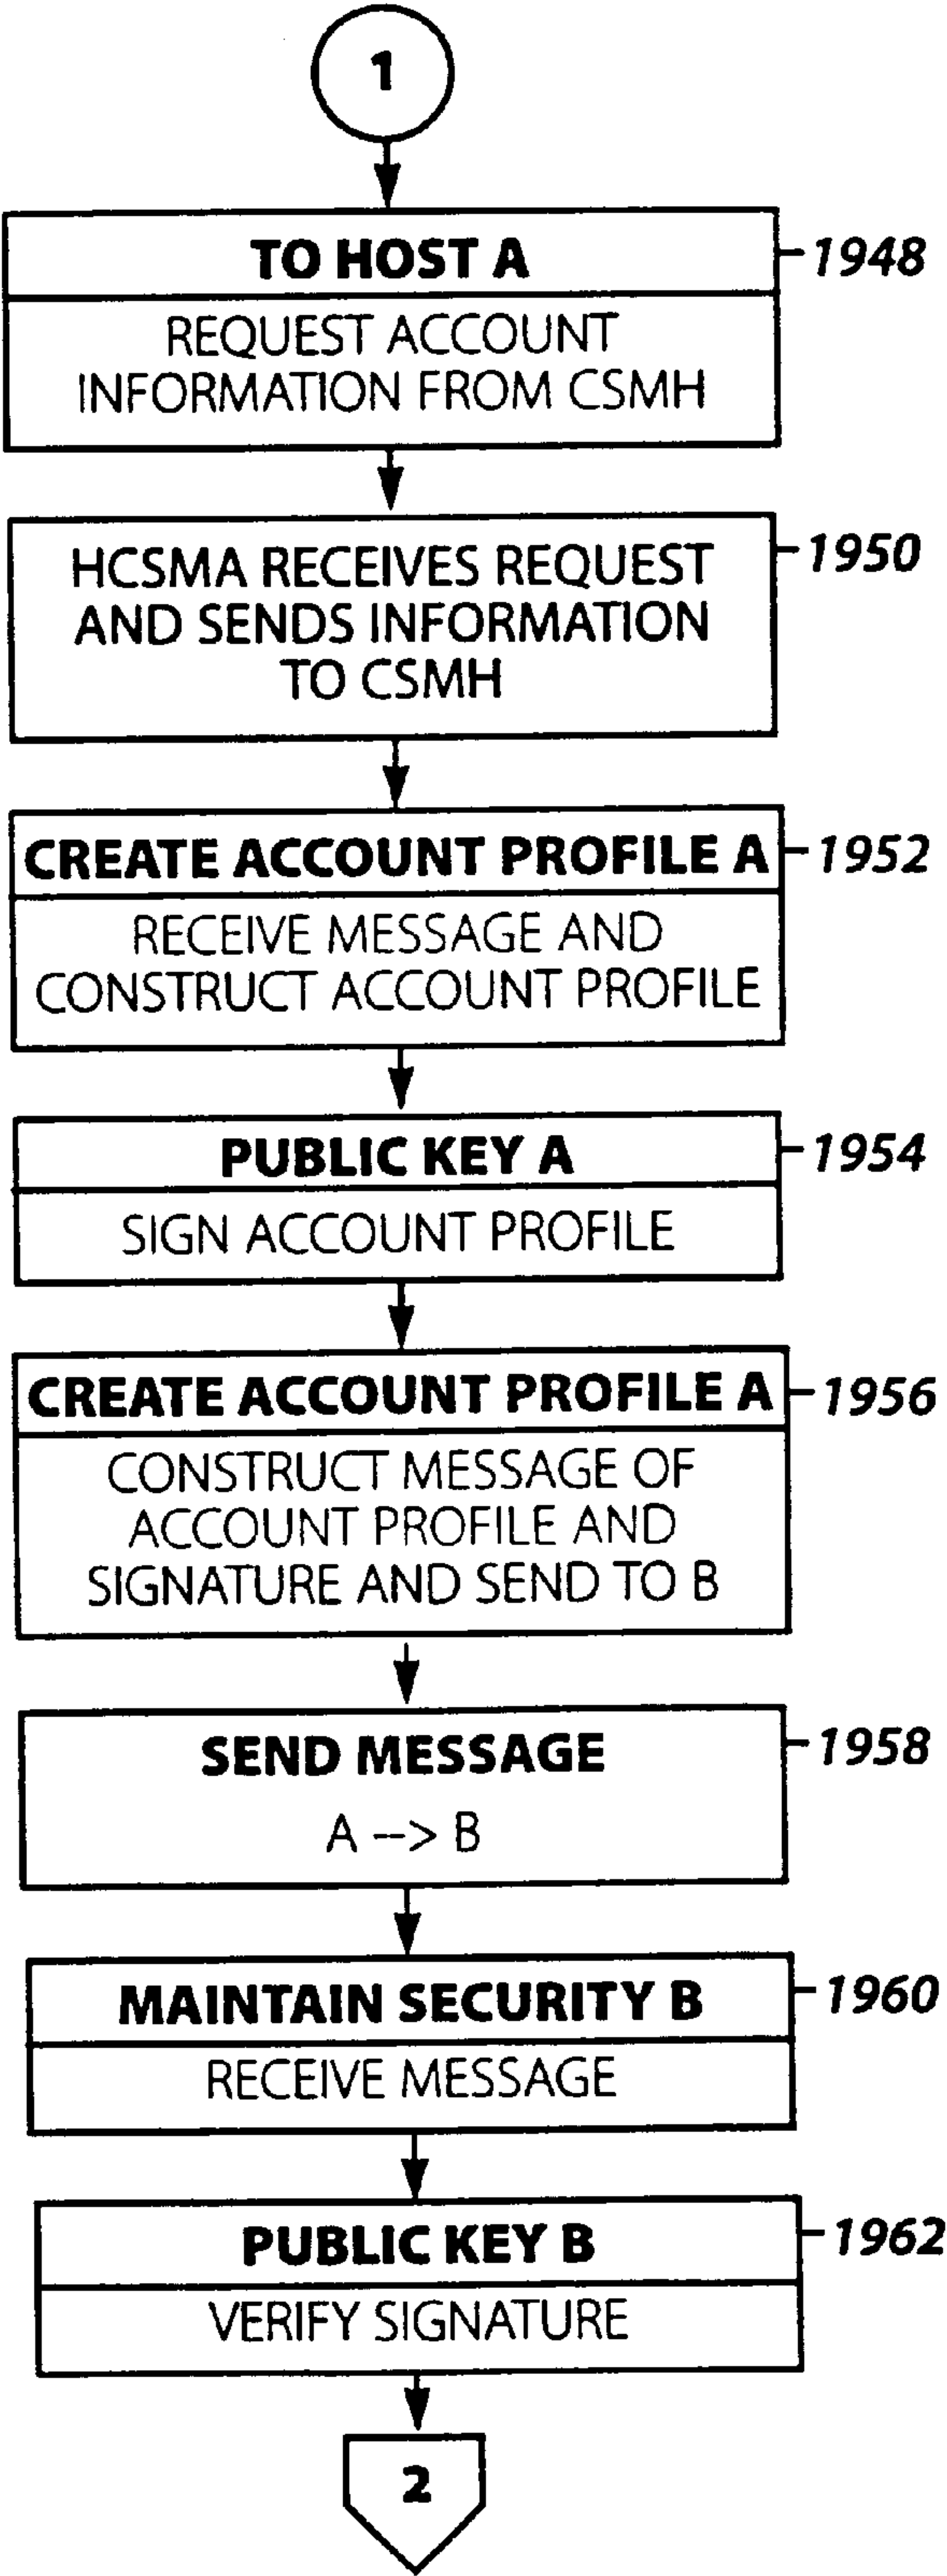 1
TO HOST A
1948
REQUEST ACCOUNT
INFORMATION FROM CSMH
HCSMA RECEIVES REQUEST
AND SENDS INFORMATION
TO CSMH
1950
CREATE ACCOUNT PROFILE A
1952
RECEIVE MESSAGE AND
CONSTRUCT ACCOUNT PROFILE
PUBLIC KEY A
1954
SIGN ACCOUNT PROFILE
CREATE ACCOUNT PROFILE A
1956
CONSTRUCT MESSAGE OF
ACCOUNT PROFILE AND
SIGNATURE AND SEND TO B
SEND MESSAGE
1958
A --> B
MAINTAIN SECURITY B
1960
RECEIVE MESSAGE
PUBLIC KEY B
1962
VERIFY SIGNATURE
2